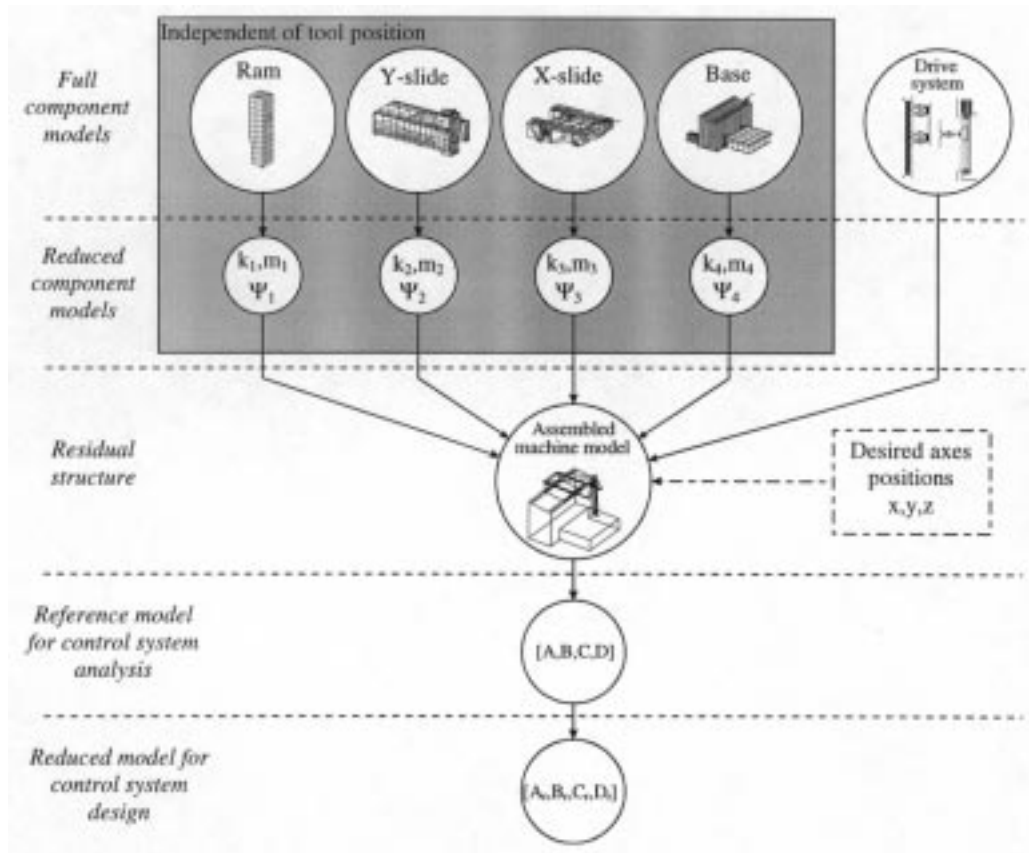 Independent of tool position
Full
component
models
Ram
Y-slide
X-slide
Base
Drive
system
Reduced
component
models
k₁,m₁
Ψ₁
k₂,m₂
Ψ₂
k₃,m₃
Ψ₃
k₄,m₄
Ψ₄
Residual
structure
Assembled
machine model
Desired axes
positions
x,y,z
Reference model
for control system
analysis
[A,B,C,D]
Reduced model for
control system
design
[Aᵣ,Bᵣ,Cᵣ,Dᵣ]